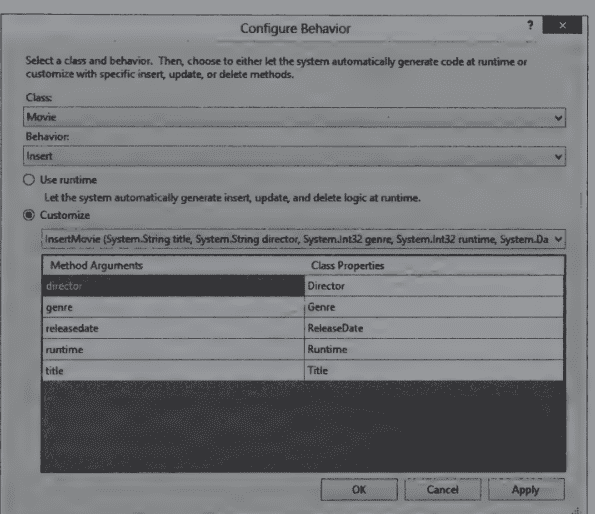 Configure Behavior
? ×
Select a class and behavior. Then, choose to either let the system automatically generate code at runtime or
customize with specific insert, update, or delete methods.
Class:
Movie
Behavior:
Insert
Use runtime
Let the system automatically generate insert, update, and delete logic at runtime.
Customize
InsertMovie (System.String title, System.String director, System.Int32 genre, System.Int32 runtime, System.Da
Method Arguments Class Properties
director Director
genre Genre
releasedate ReleaseDate
runtime Runtime
title Title
OK Cancel Apply